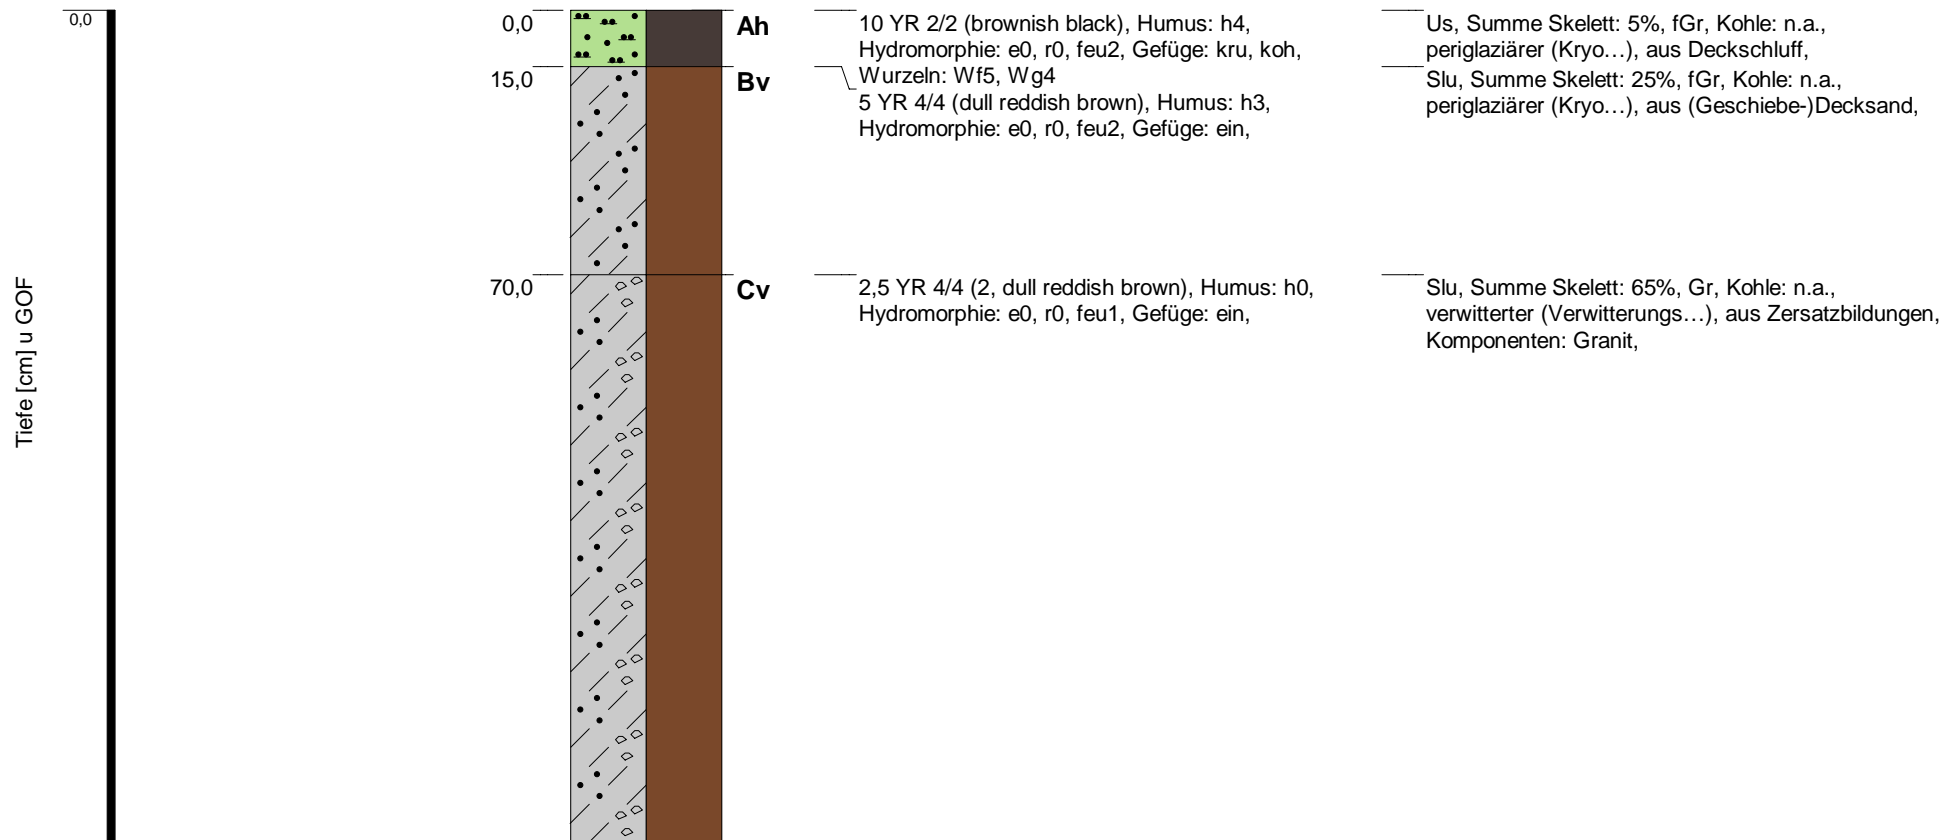 Tiefe [cm] u GOF
0,0
0,0
Ah
10 YR 2/2 (brownish black), Humus: h4,
Hydromorphie: e0, r0, feu2, Gefüge: kru, koh,
Wurzeln: Wf5, Wg4
Us, Summe Skelett: 5%, fGr, Kohle: n.a.,
periglaziärer (Kryo…), aus Deckschluff,
15,0
Bv
5 YR 4/4 (dull reddish brown), Humus: h3,
Hydromorphie: e0, r0, feu2, Gefüge: ein,
Slu, Summe Skelett: 25%, fGr, Kohle: n.a.,
periglaziärer (Kryo…), aus (Geschiebe-)Decksand,
70,0
Cv
2,5 YR 4/4 (2, dull reddish brown), Humus: h0,
Hydromorphie: e0, r0, feu1, Gefüge: ein,
Slu, Summe Skelett: 65%, Gr, Kohle: n.a.,
verwitterter (Verwitterungs…), aus Zersatzbildungen,
Komponenten: Granit,